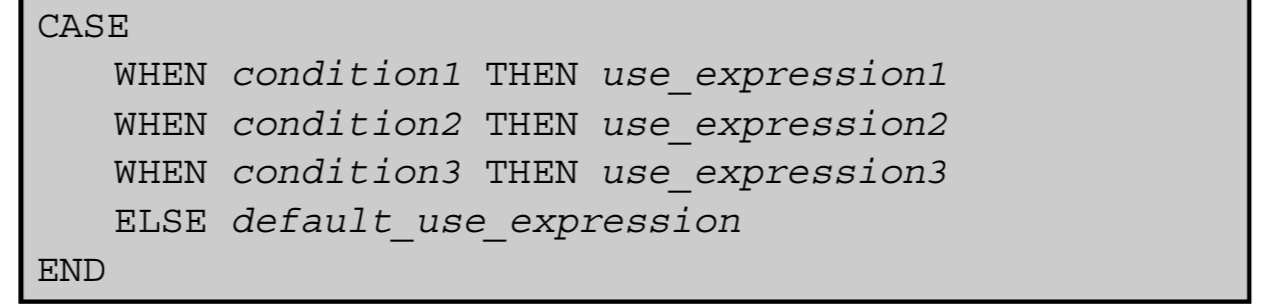 CASE
WHEN condition1 THEN use_expression1
WHEN condition2 THEN use_expression2
WHEN condition3 THEN use_expression3
ELSE default_use_expression
END